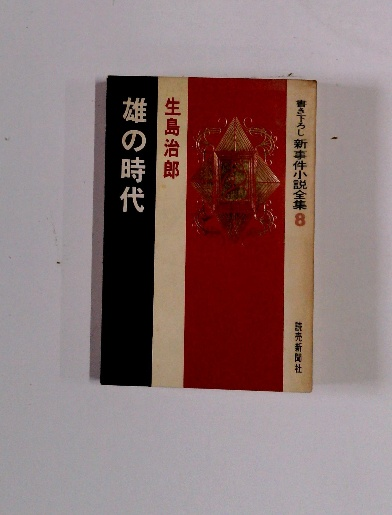 書き下ろし 新事件小説全集 8
生島治郎
雄の時代
読売新聞社